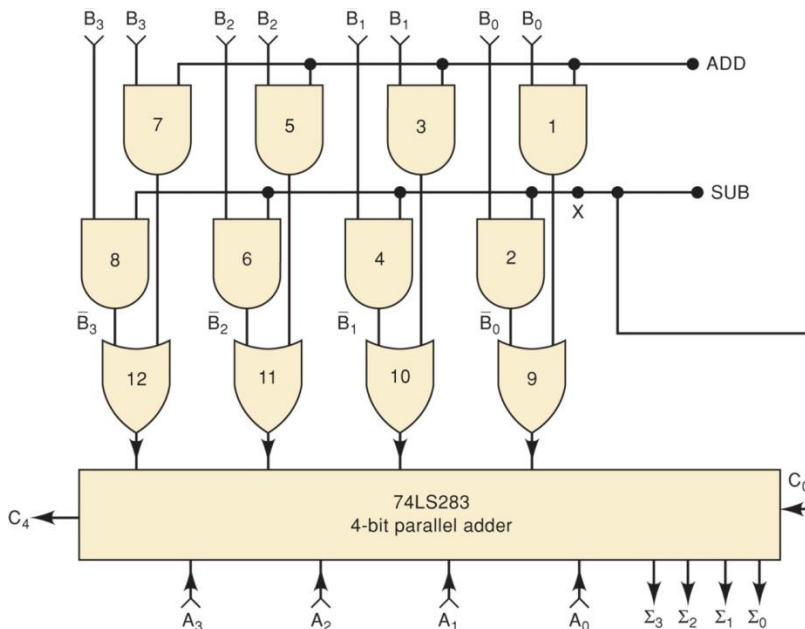 B̄₃ B₃ B̄₂ B₂ B̄₁ B₁ B̄₀ B₀
ADD
7 5 3 1
SUB
X
8 6 4 2
B̄₃ B̄₂ B̄₁ B̄₀
12 11 10 9
C₀
74LS283
C₄
4-bit parallel adder
A₃ A₂ A₁ A₀ Σ₃ Σ₂ Σ₁ Σ₀